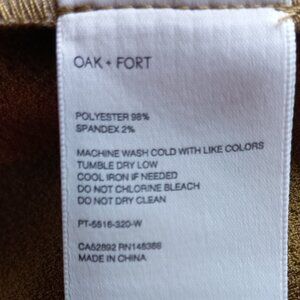 OAK + FORT
POLYESTER 98%
SPANDEX 2%
MACHINE WASH COLD WITH LIKE COLORS
TUMBLE DRY LOW
COOL IRON IF NEEDED
DO NOT CHLORINE BLEACH
DO NOT DRY CLEAN
PT-5516-320-W
CA52892 RN148388
MADE IN CHINA